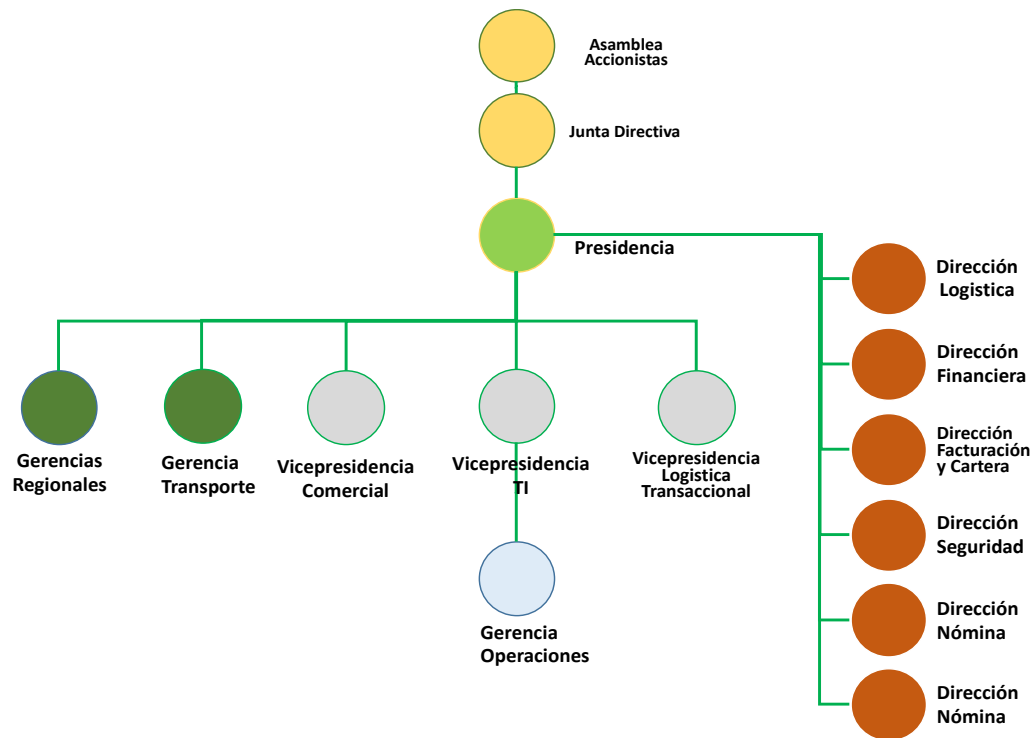 Asamblea
Accionistas
Junta Directiva
Presidencia
Dirección
Logistica
Dirección
Financiera
Dirección
Facturación
y Cartera
Dirección
Seguridad
Dirección
Nómina
Dirección
Nómina
Gerencias
Regionales
Gerencia
Transporte
Vicepresidencia
Comercial
Vicepresidencia
TI
Vicepresidencia
Logistica
Transaccional
Gerencia
Operaciones